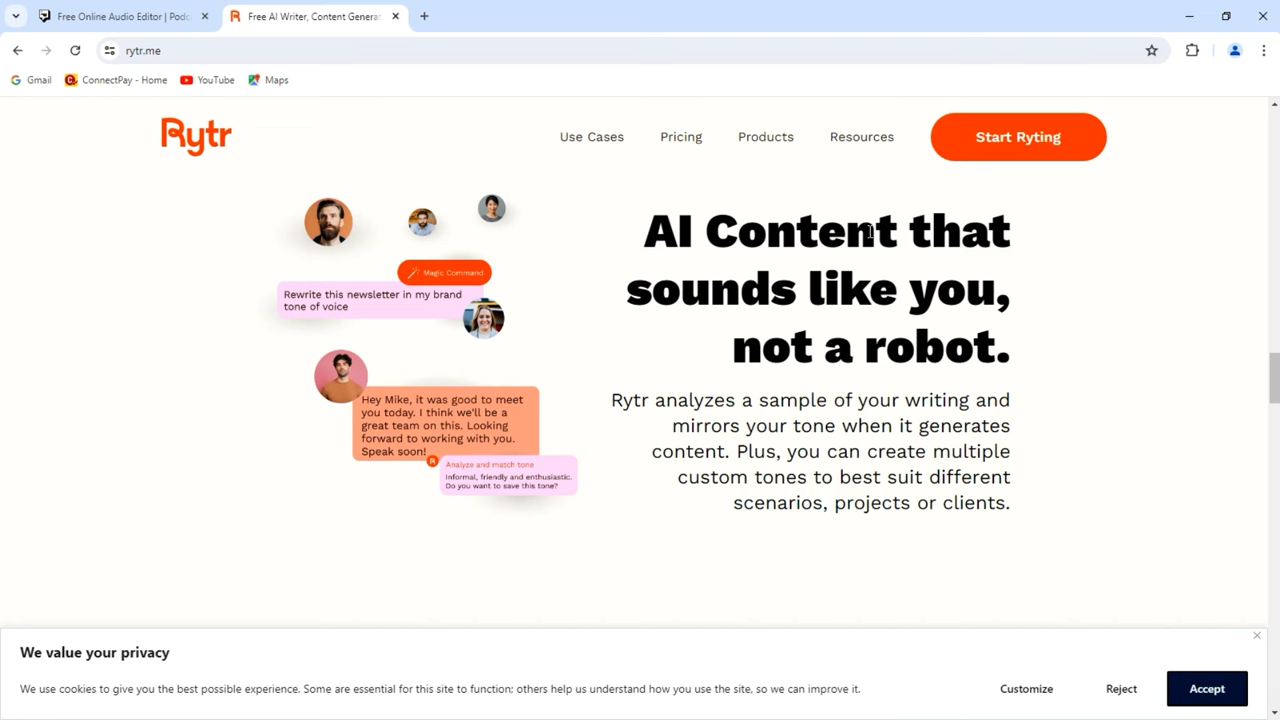 Free Online Audio Editor | Podc
Free AI Writer, Content Generat
rytr.me
Gmail
ConnectPay - Home
YouTube
Maps
Rytr
Use Cases
Pricing
Products
Resources
Start Ryting
Magic Command
Rewrite this newsletter in my brand
tone of voice
Hey Mike, it was good to meet
you today. I think we'll be a
great team on this. Looking
forward to working with you.
Speak soon!
Analyze and match tone
Informal, friendly and enthusiastic.
Do you want to save this tone?
AI Content that
sounds like you,
not a robot.
Rytr analyzes a sample of your writing and
mirrors your tone when it generates
content. Plus, you can create multiple
custom tones to best suit different
scenarios, projects or clients.
We value your privacy
We use cookies to give you the best possible experience. Some are essential for this site to function; others help us understand how you use the site, so we can improve it.
Customize
Reject
Accept